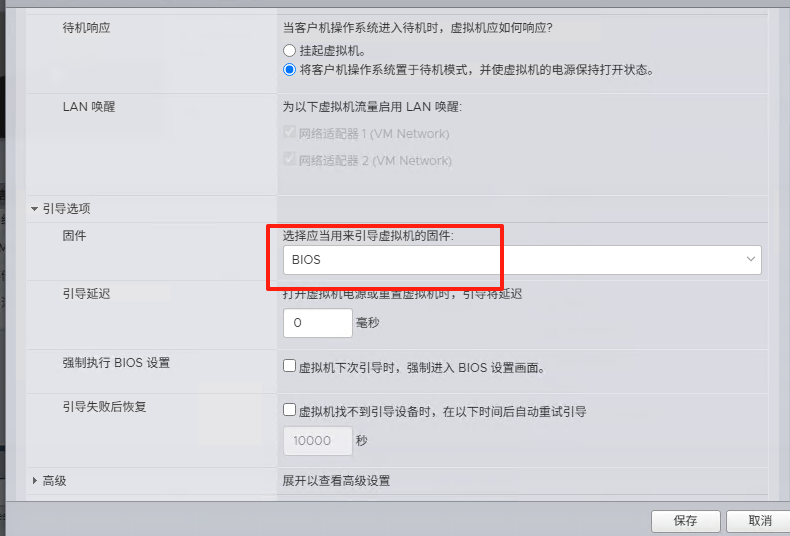 待机响应
当客户机操作系统进入待机时，虚拟机应如何响应?
挂起虚拟机。
将客户机操作系统置于待机模式，并使虚拟机的电源保持打开状态。
LAN 唤醒
为以下虚拟机流量启用 LAN 唤醒:
网络适配器 1 (VM Network)
网络适配器 2 (VM Network)
引导选项
固件
选择应当用来引导虚拟机的固件:
BIOS
引导延迟
打开虚拟机电源或重置虚拟机时，引导将延迟
0 毫秒
强制执行 BIOS 设置
虚拟机下次引导时，强制进入 BIOS 设置画面。
引导失败后恢复
虚拟机找不到引导设备时，在以下时间后自动重试引导
10000 秒
高级
展开以查看高级设置
保存
取消